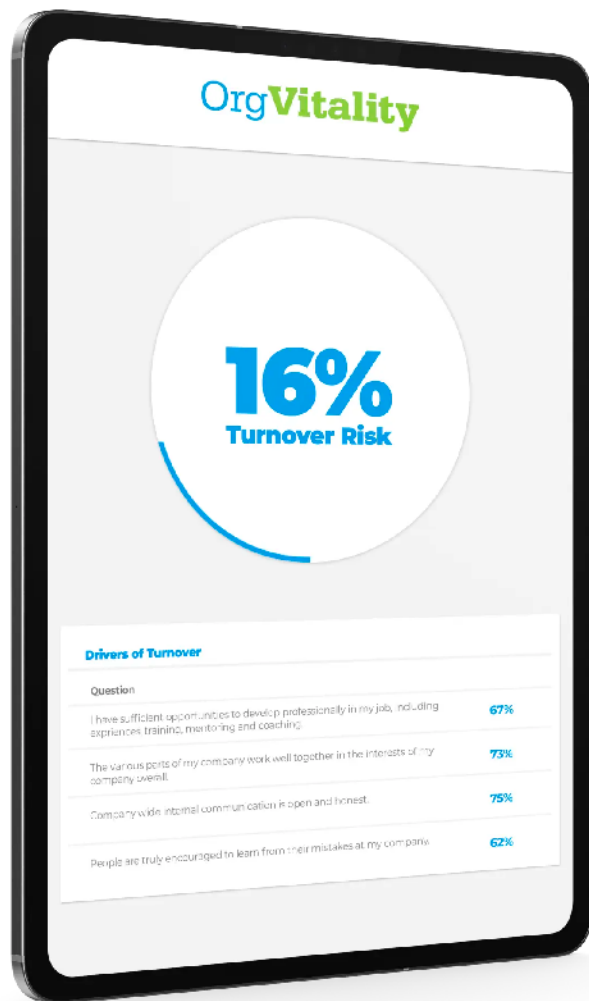 OrgVitality
16%
Turnover Risk
Drivers of Turnover
Question
I have sufficient opportunities to develop professionally in my job, including
expriences training, mentoring and coaching.
67%
The various parts of my company work well together in the interests of my
company overall.
73%
Company wide internal communication is open and honest.
75%
People are truly encouraged to learn from their mistakes at my company.
62%